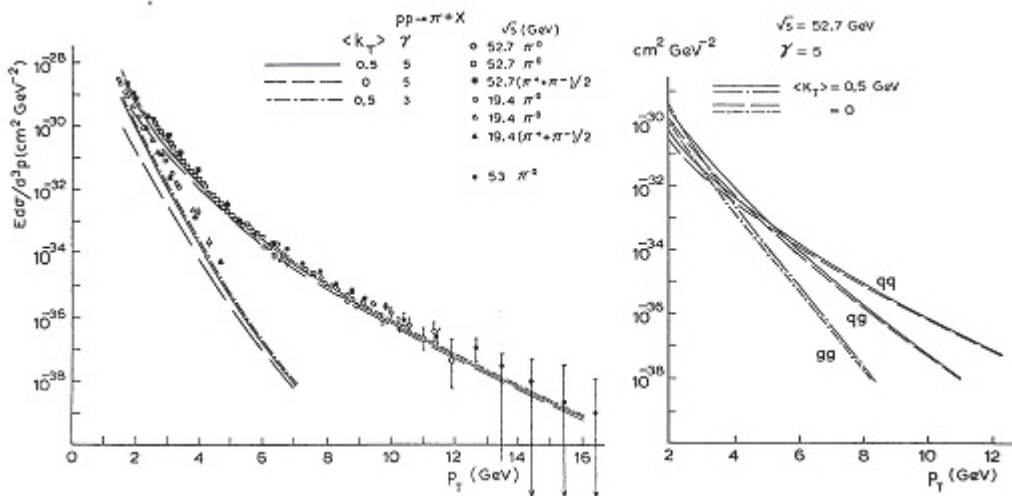 pp → π + X
<k_T> γ
0.5 5
0 5
0,5 3
√s (GeV)
52.7 π⁰
52.7 π⁰
52.7(π⁺+π⁻)/2
19.4 π⁰
19.4 π⁰
19.4(π⁺+π⁻)/2
53 π⁰
Edσ/d³p(cm² GeV⁻²)
10⁻²⁸
10⁻³⁰
10⁻³²
10⁻³⁴
10⁻³⁶
10⁻³⁸
0 2 4 6 8 10 12 14 16
p_T (GeV)
√s = 52.7 GeV
cm² GeV⁻²
γ = 5
<K_T> = 0,5 GeV
= 0
10⁻³⁰
10⁻³²
10⁻³⁴
10⁻³⁶
10⁻³⁸
qq
qg
gg
2 4 6 8 10 12
p_T (GeV)